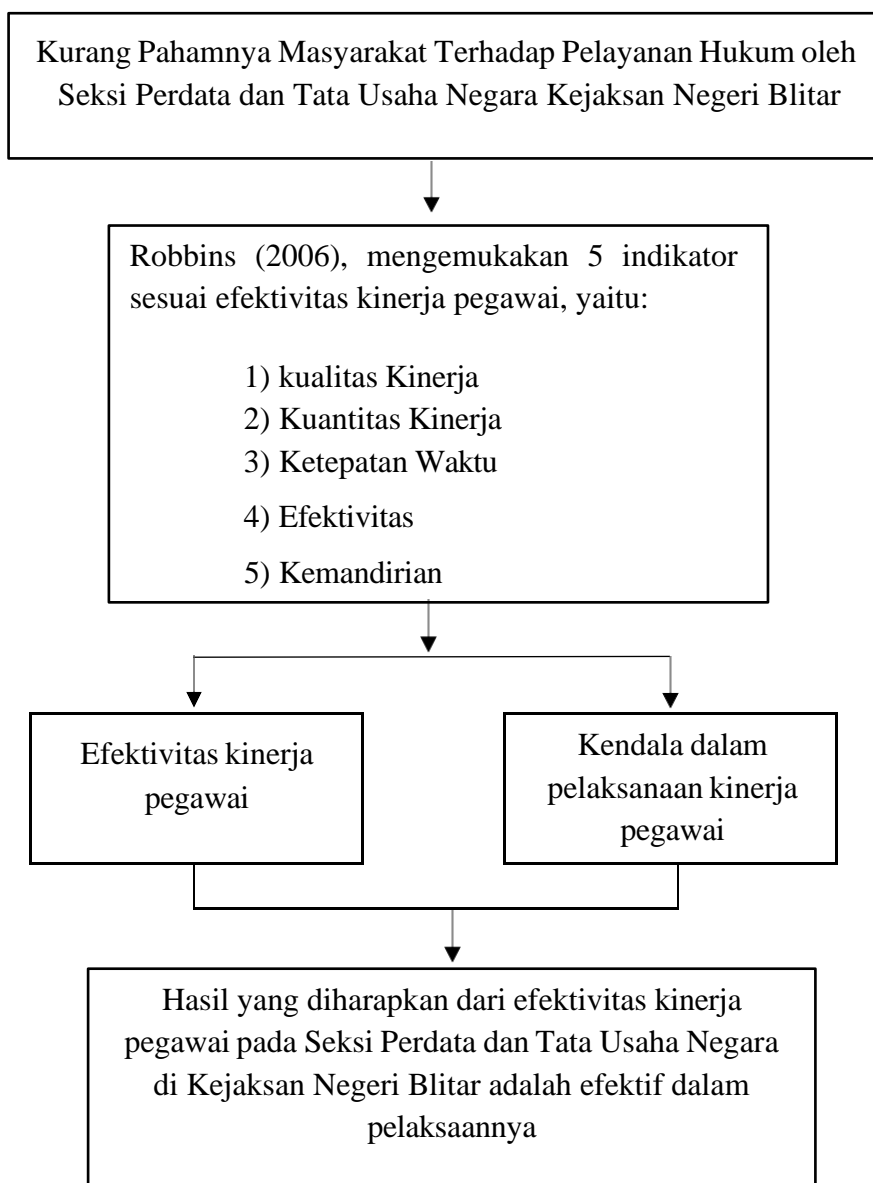 Kurang Pahamnya Masyarakat Terhadap Pelayanan Hukum oleh
Seksi Perdata dan Tata Usaha Negara Kejaksan Negeri Blitar
Robbins (2006), mengemukakan 5 indikator
sesuai efektivitas kinerja pegawai, yaitu:
1) kualitas Kinerja
2) Kuantitas Kinerja
3) Ketepatan Waktu
4) Efektivitas
5) Kemandirian
Efektivitas kinerja
pegawai
Kendala dalam
pelaksanaan kinerja
pegawai
Hasil yang diharapkan dari efektivitas kinerja
pegawai pada Seksi Perdata dan Tata Usaha Negara
di Kejaksan Negeri Blitar adalah efektif dalam
pelaksaannya